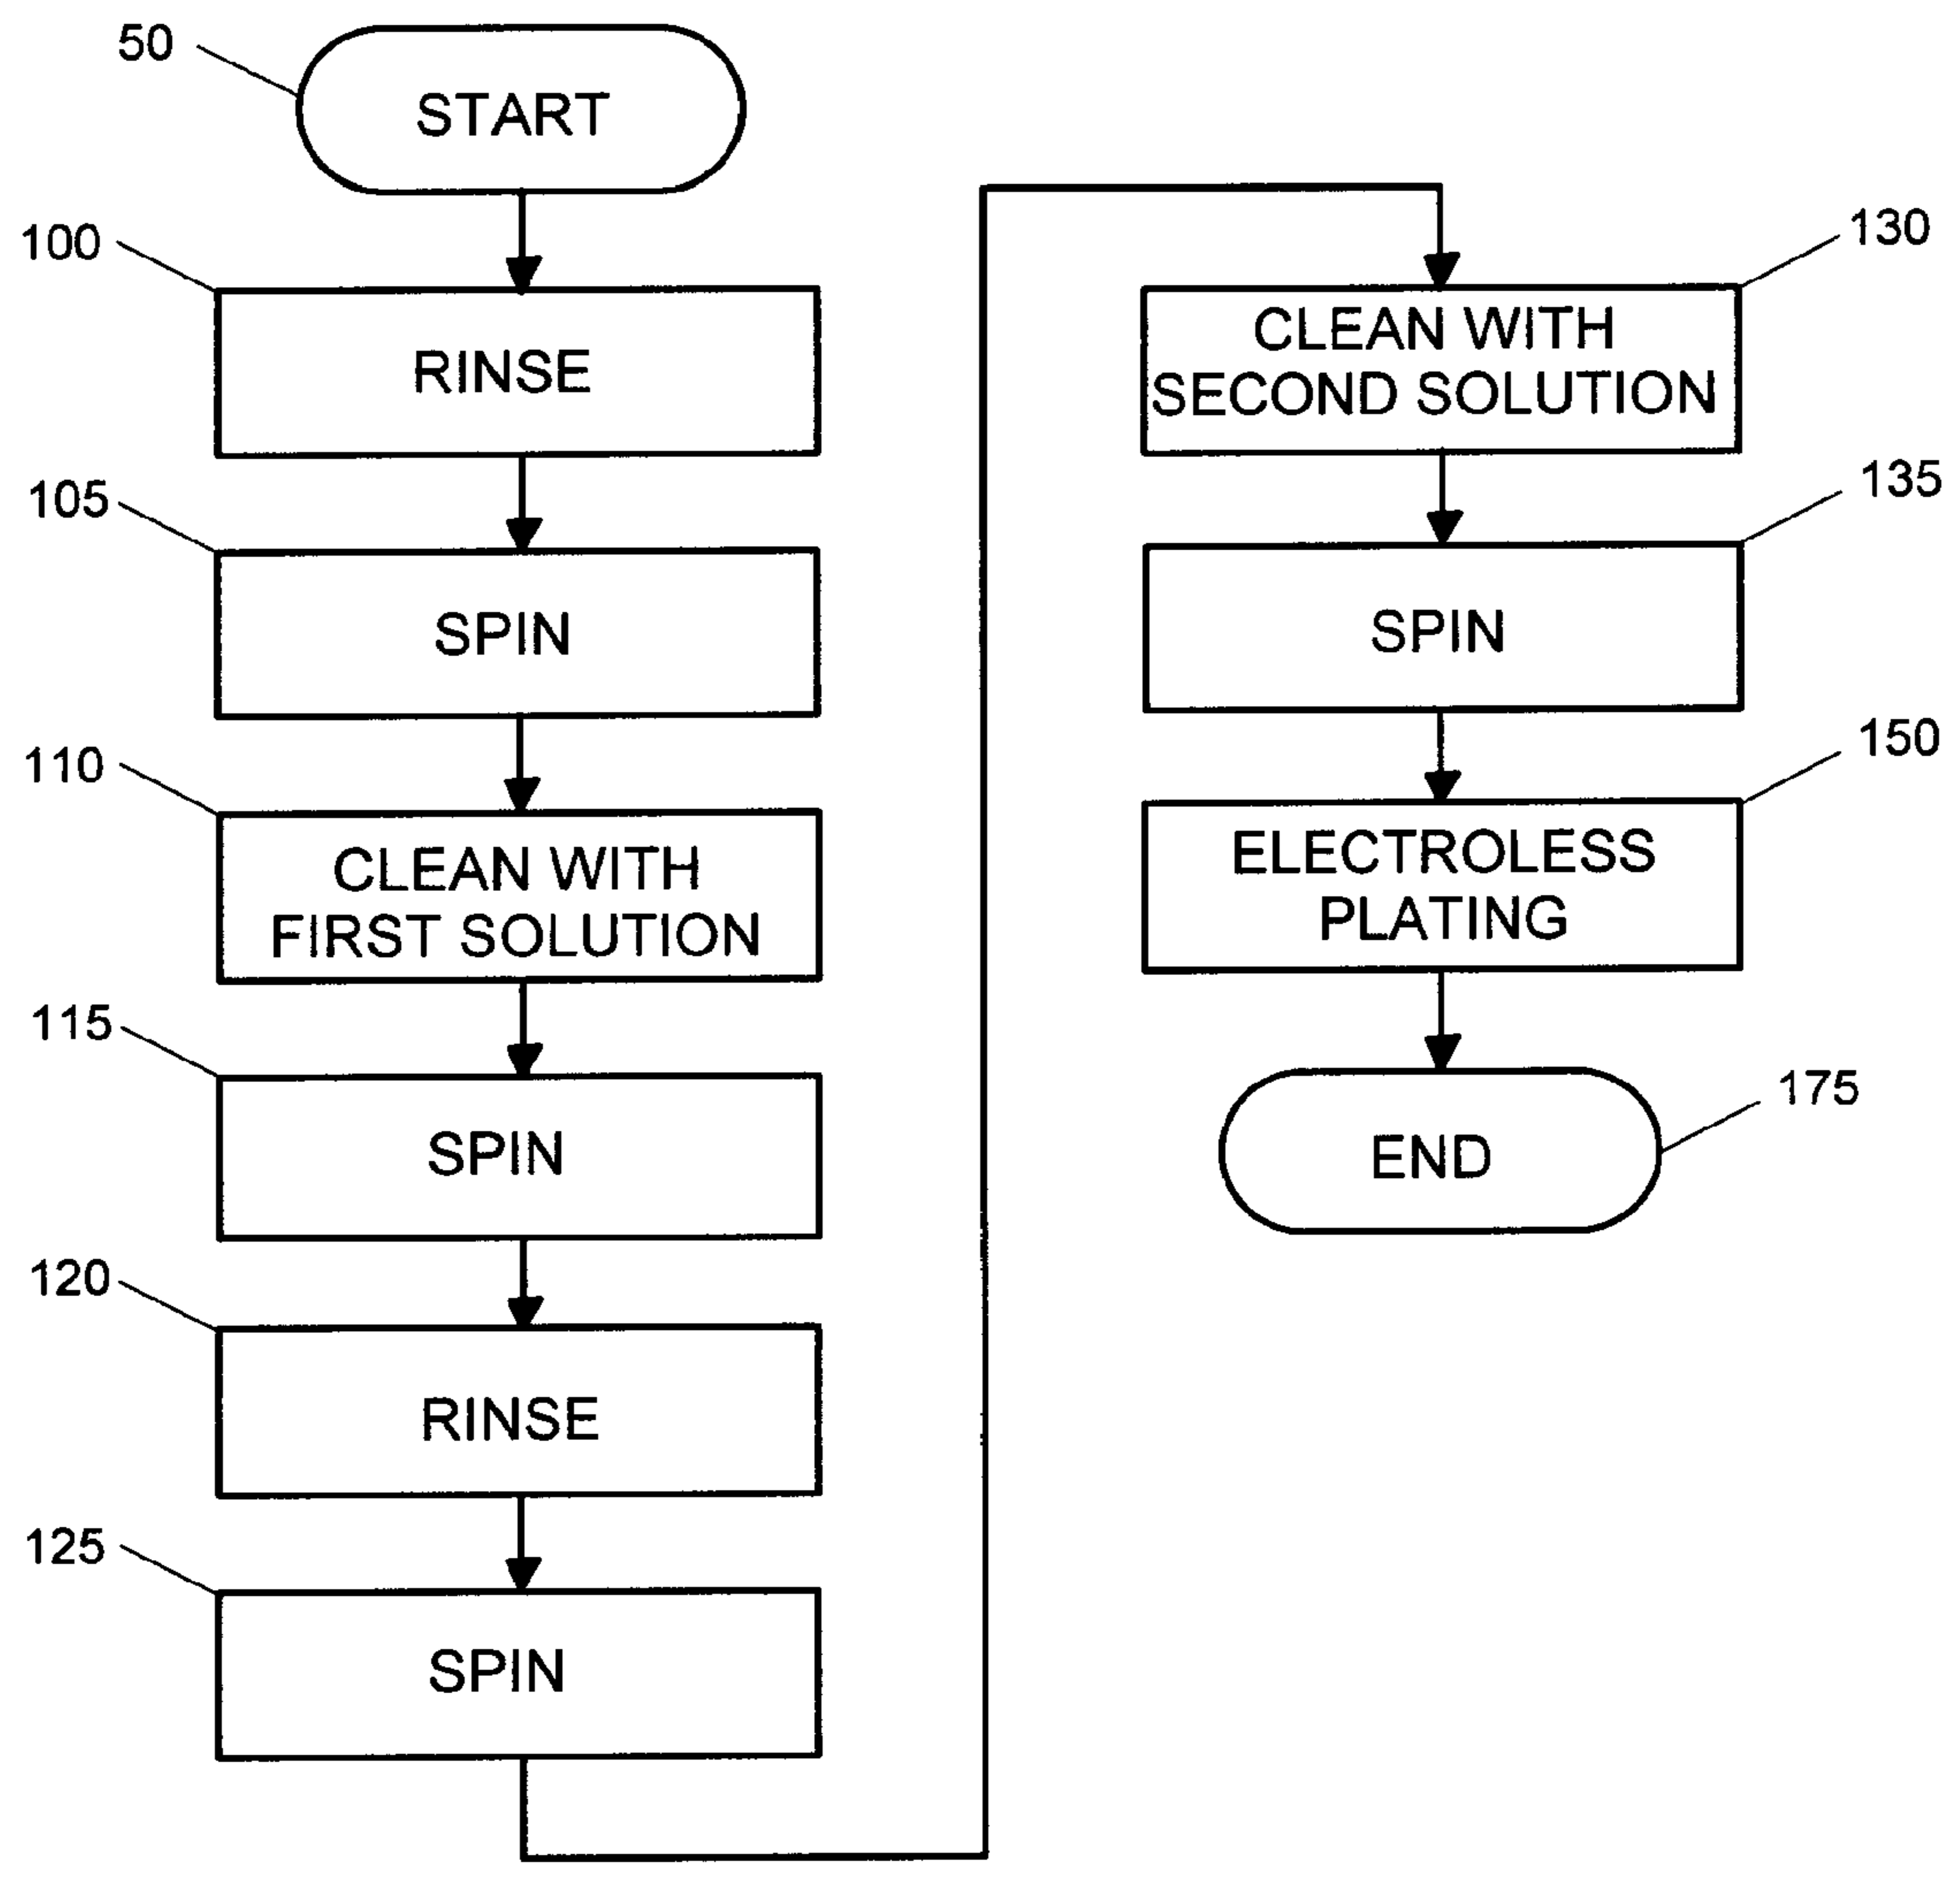 50
START
100
RINSE
105
SPIN
110
CLEAN WITH
FIRST SOLUTION
115
SPIN
120
RINSE
125
SPIN
130
CLEAN WITH
SECOND SOLUTION
135
SPIN
150
ELECTROLESS
PLATING
175
END